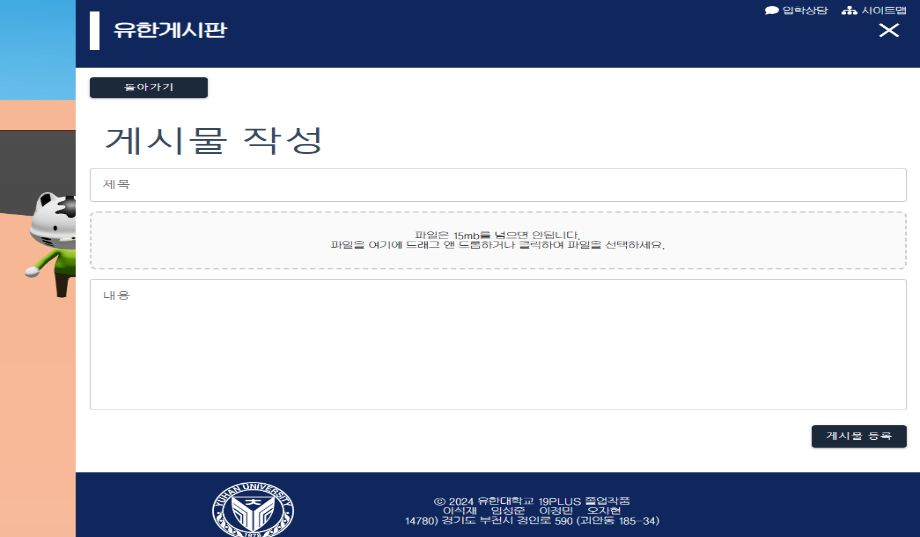 입학상담 사이트맵
유한게시판
돌아가기
게시물 작성
제목
파일은 15mb를 넘으면 안됩니다.
파일을 여기에 드래그 앤 드롭하거나 클릭하여 파일을 선택하세요.
내용
게시물 등록
YUHAN UNIVERSITY
© 2024 유한대학교 19PLUS 졸업작품
이석재 임성준 이정민 오지현
14780) 경기도 부천시 경인로 590 (괴안동 185-34)